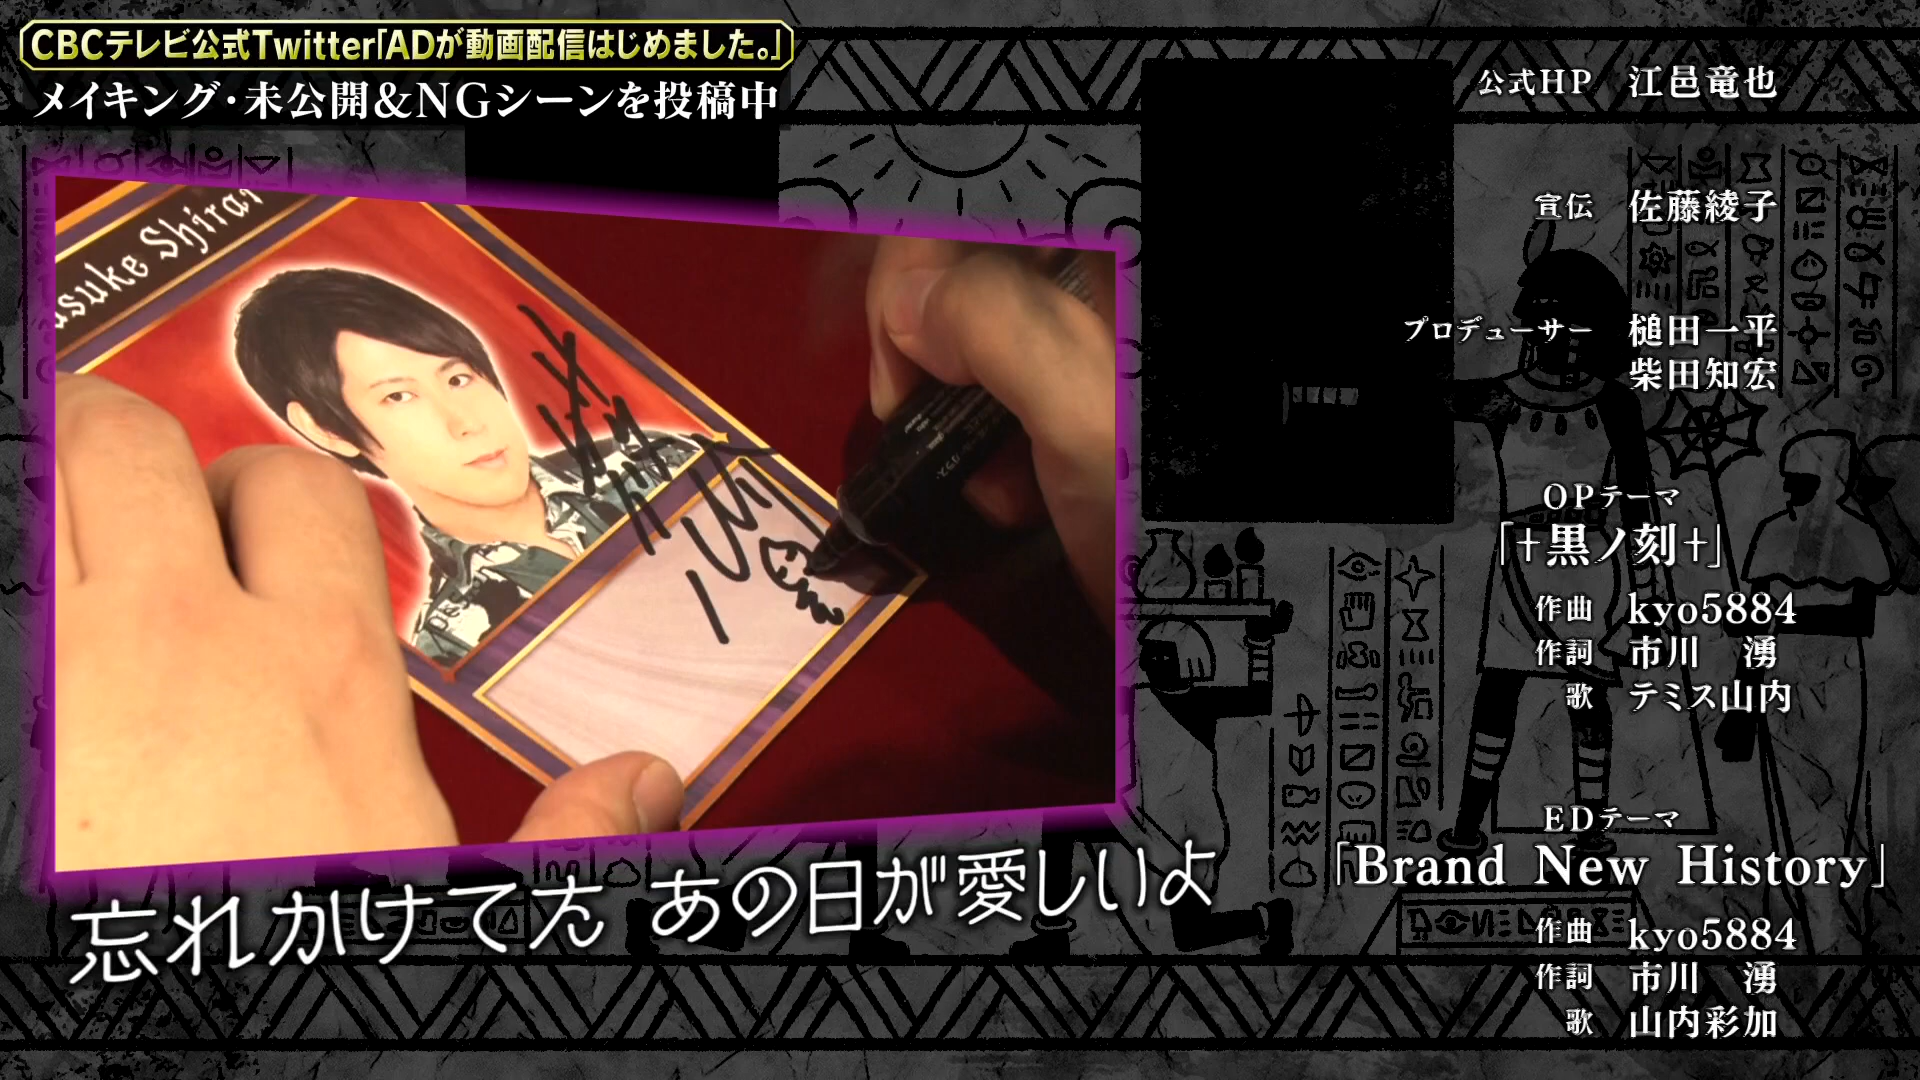 CBCテレビ公式Twitter「ADが動画配信はじめました。」
メイキング・未公開&NGシーンを投稿中
公式HP 江邑竜也
宣伝 佐藤綾子
プロデューサー 槌田一平
柴田知宏
OPテーマ
「†黒ノ刻†」
作曲 kyo5884
作詞 市川 湧
歌 テミス山内
EDテーマ
「Brand New History」
作曲 kyo5884
作詞 市川 湧
歌 山内彩加
忘れかけてた あの日が愛しいよ